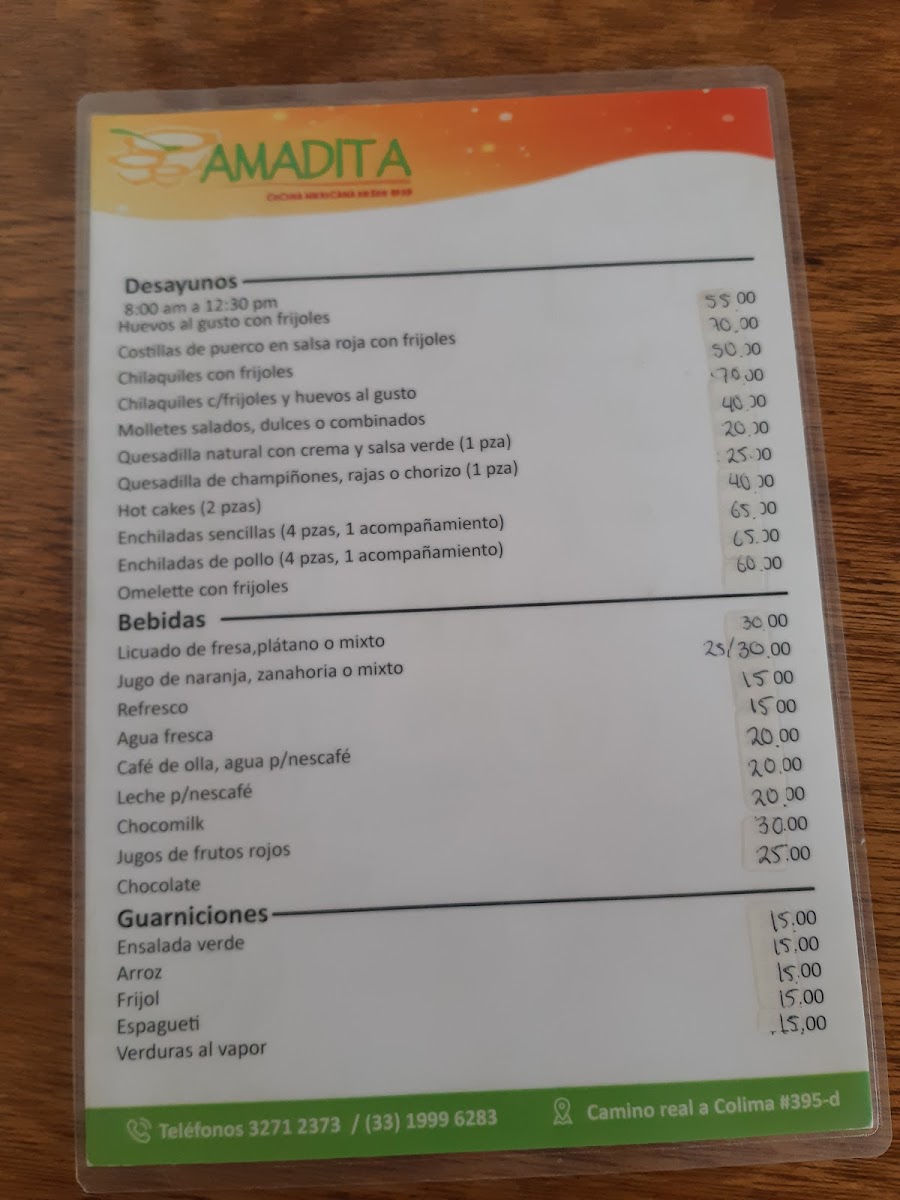 AMADITA
COCINA MEXICANA
Desayunos
8:00 am a 12:30 pm
Huevos al gusto con frijoles 55.00
Costillas de puerco en salsa roja con frijoles 70.00
Chilaquiles con frijoles 50.00
Chilaquiles c/frijoles y huevos al gusto 70.00
Molletes salados, dulces o combinados 40.00
Quesadilla natural con crema y salsa verde (1 pza) 20.00
Quesadilla de champiñones, rajas o chorizo (1 pza) 25.00
Hot cakes (2 pzas) 40.00
Enchiladas sencillas (4 pzas, 1 acompañamiento) 65.00
Enchiladas de pollo (4 pzas, 1 acompañamiento) 65.00
Omelette con frijoles 60.00
Bebidas
Licuado de fresa,plátano o mixto 30.00
Jugo de naranja, zanahoria o mixto 25/30.00
Refresco 15.00
Agua fresca 15.00
Café de olla, agua p/nescafé 20.00
Leche p/nescafé 20.00
Chocomilk 20.00
Jugos de frutos rojos 30.00
Chocolate 25.00
Guarniciones
Ensalada verde 15.00
Arroz 15.00
Frijol 15.00
Espagueti 15.00
Verduras al vapor 15,00
Teléfonos 3271 2373 / (33) 1999 6283 Camino real a Colima #395-d